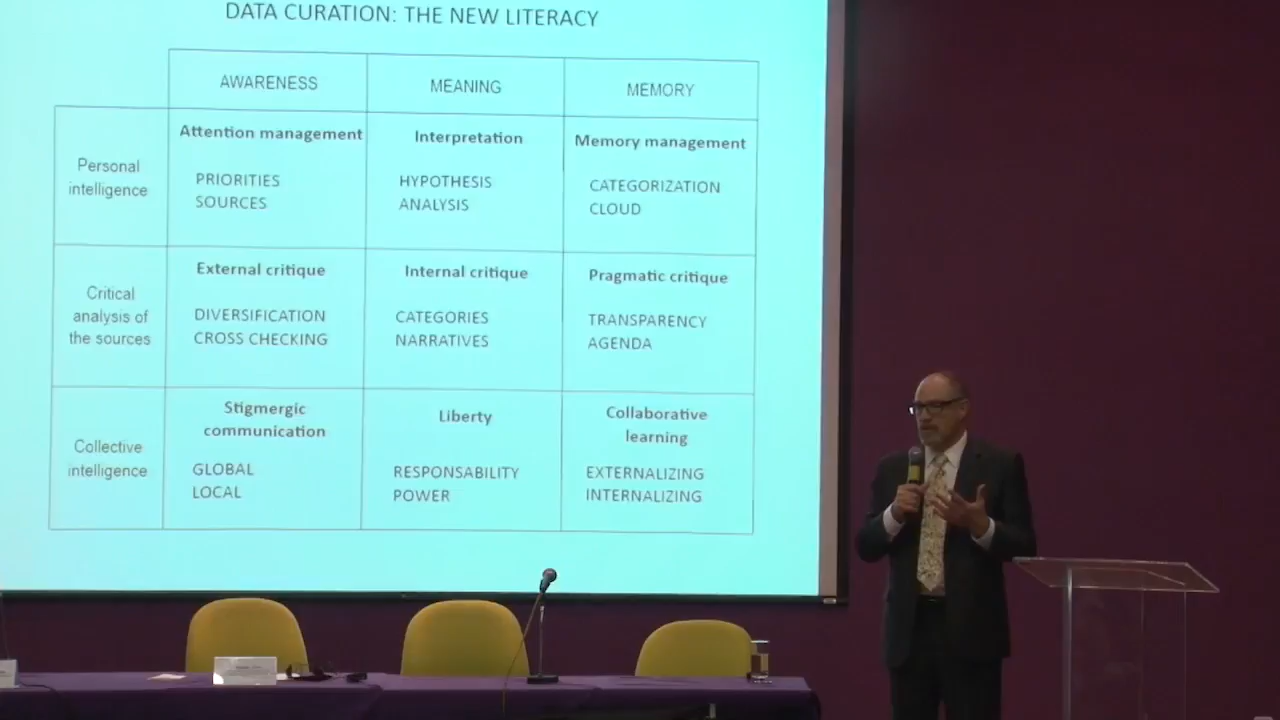 DATA CURATION: THE NEW LITERACY
AWARENESS
MEANING
MEMORY
Personal
intelligence
Attention management
PRIORITIES
SOURCES
Interpretation
HYPOTHESIS
ANALYSIS
Memory management
CATEGORIZATION
CLOUD
Critical
analysis of
the sources
External critique
DIVERSIFICATION
CROSS CHECKING
Internal critique
CATEGORIES
NARRATIVES
Pragmatic critique
TRANSPARENCY
AGENDA
Collective
intelligence
Stigmergic
communication
GLOBAL
LOCAL
Liberty
RESPONSABILITY
POWER
Collaborative
learning
EXTERNALIZING
INTERNALIZING